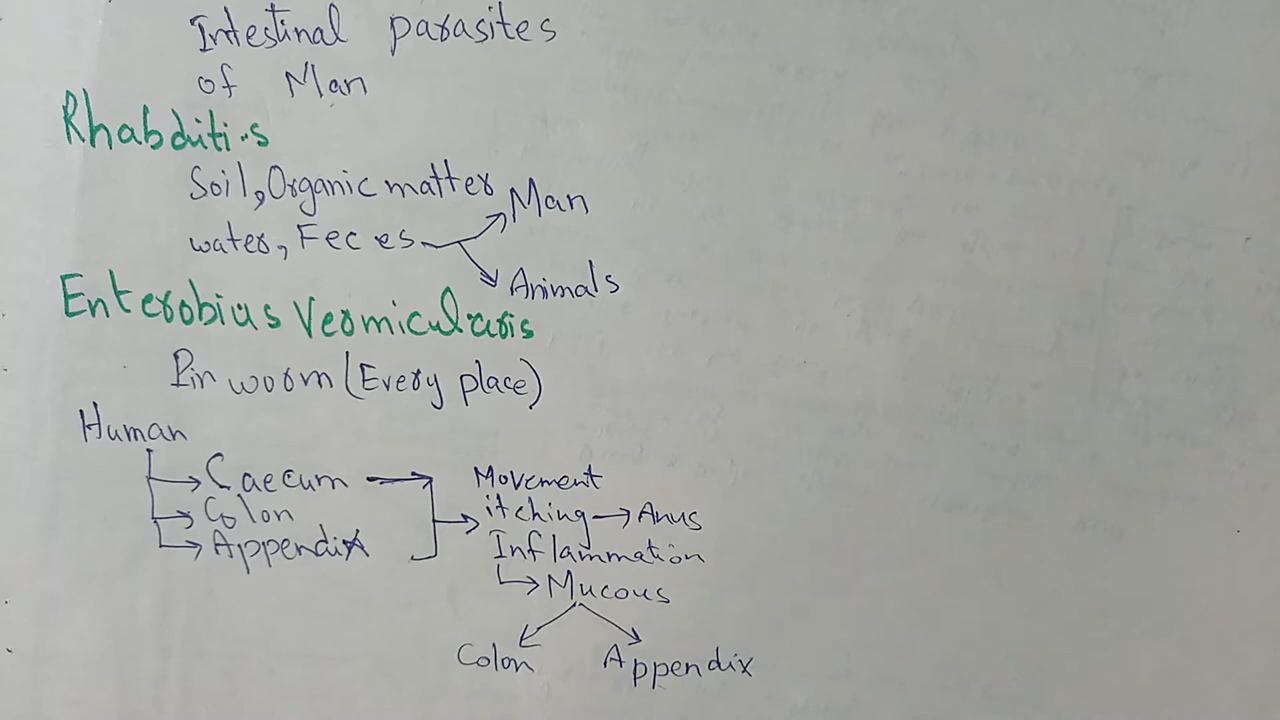 Intestinal parasites
of Man
Rhabditis
Soil, Organic matter
water, Feces → Man
→ Animals
Enterobius Vermicularis
Pin worm (Every place)
Human
→ Caecum → Movement
→ Colon → itching → Anus
→ Appendix Inflammation
→ Mucous
Colon Appendix